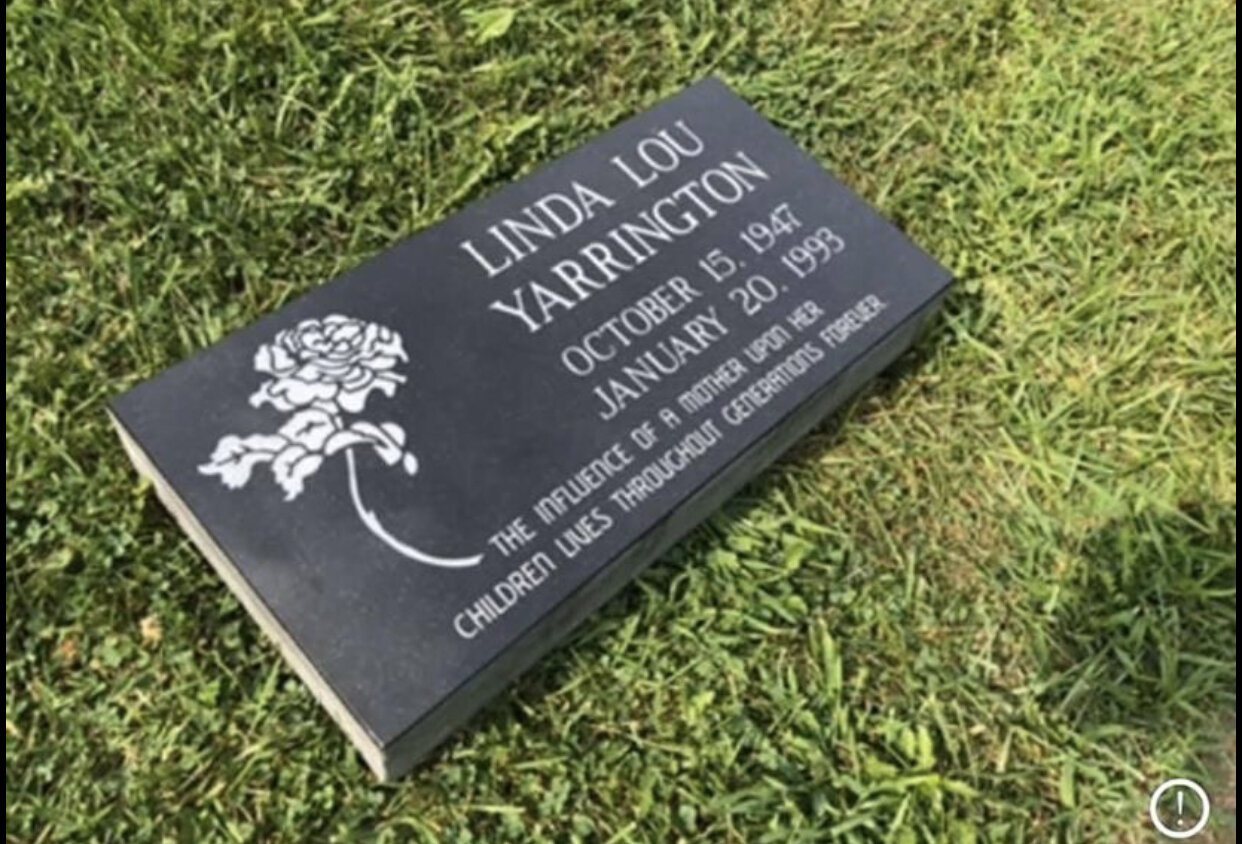 LINDA LOU
YARRINGTON
OCTOBER 15, 1947
JANUARY 20, 1993
THE INFLUENCE OF A MOTHER UPON HER
CHILDREN LIVES THROUGHOUT GENERATIONS FOREVER.